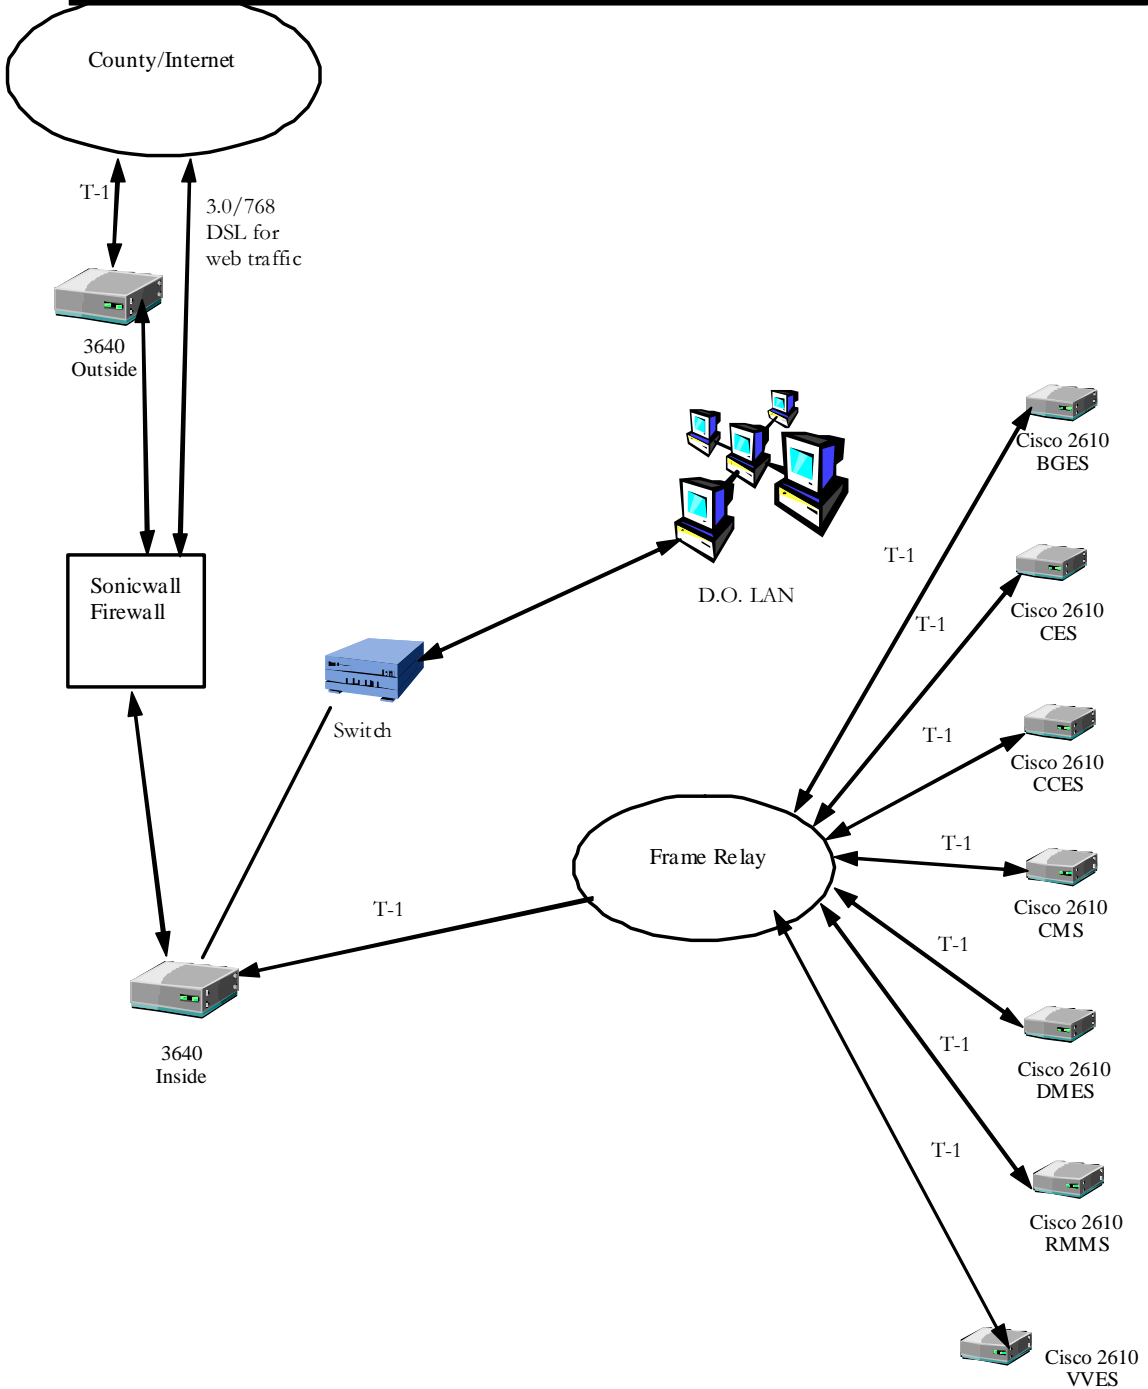 County/Internet
T-1
3.0/768
DSL for
web traffic
3640
Outside
Cisco 2610
BGES
T-1
Sonicwall
Firewall
D.O. LAN
Cisco 2610
CES
T-1
Switch
T-1
Cisco 2610
CCES
Frame Relay
T-1
T-1
Cisco 2610
CMS
T-1
3640
Inside
T-1
Cisco 2610
DMES
T-1
Cisco 2610
RMMS
Cisco 2610
VVES